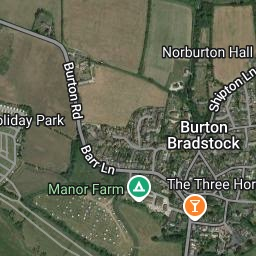 Norburton Hall
Burton Rd
Shipton Ln
oliday Park
Burton
Bradstock
Barr Ln
Manor Farm
The Three Hor